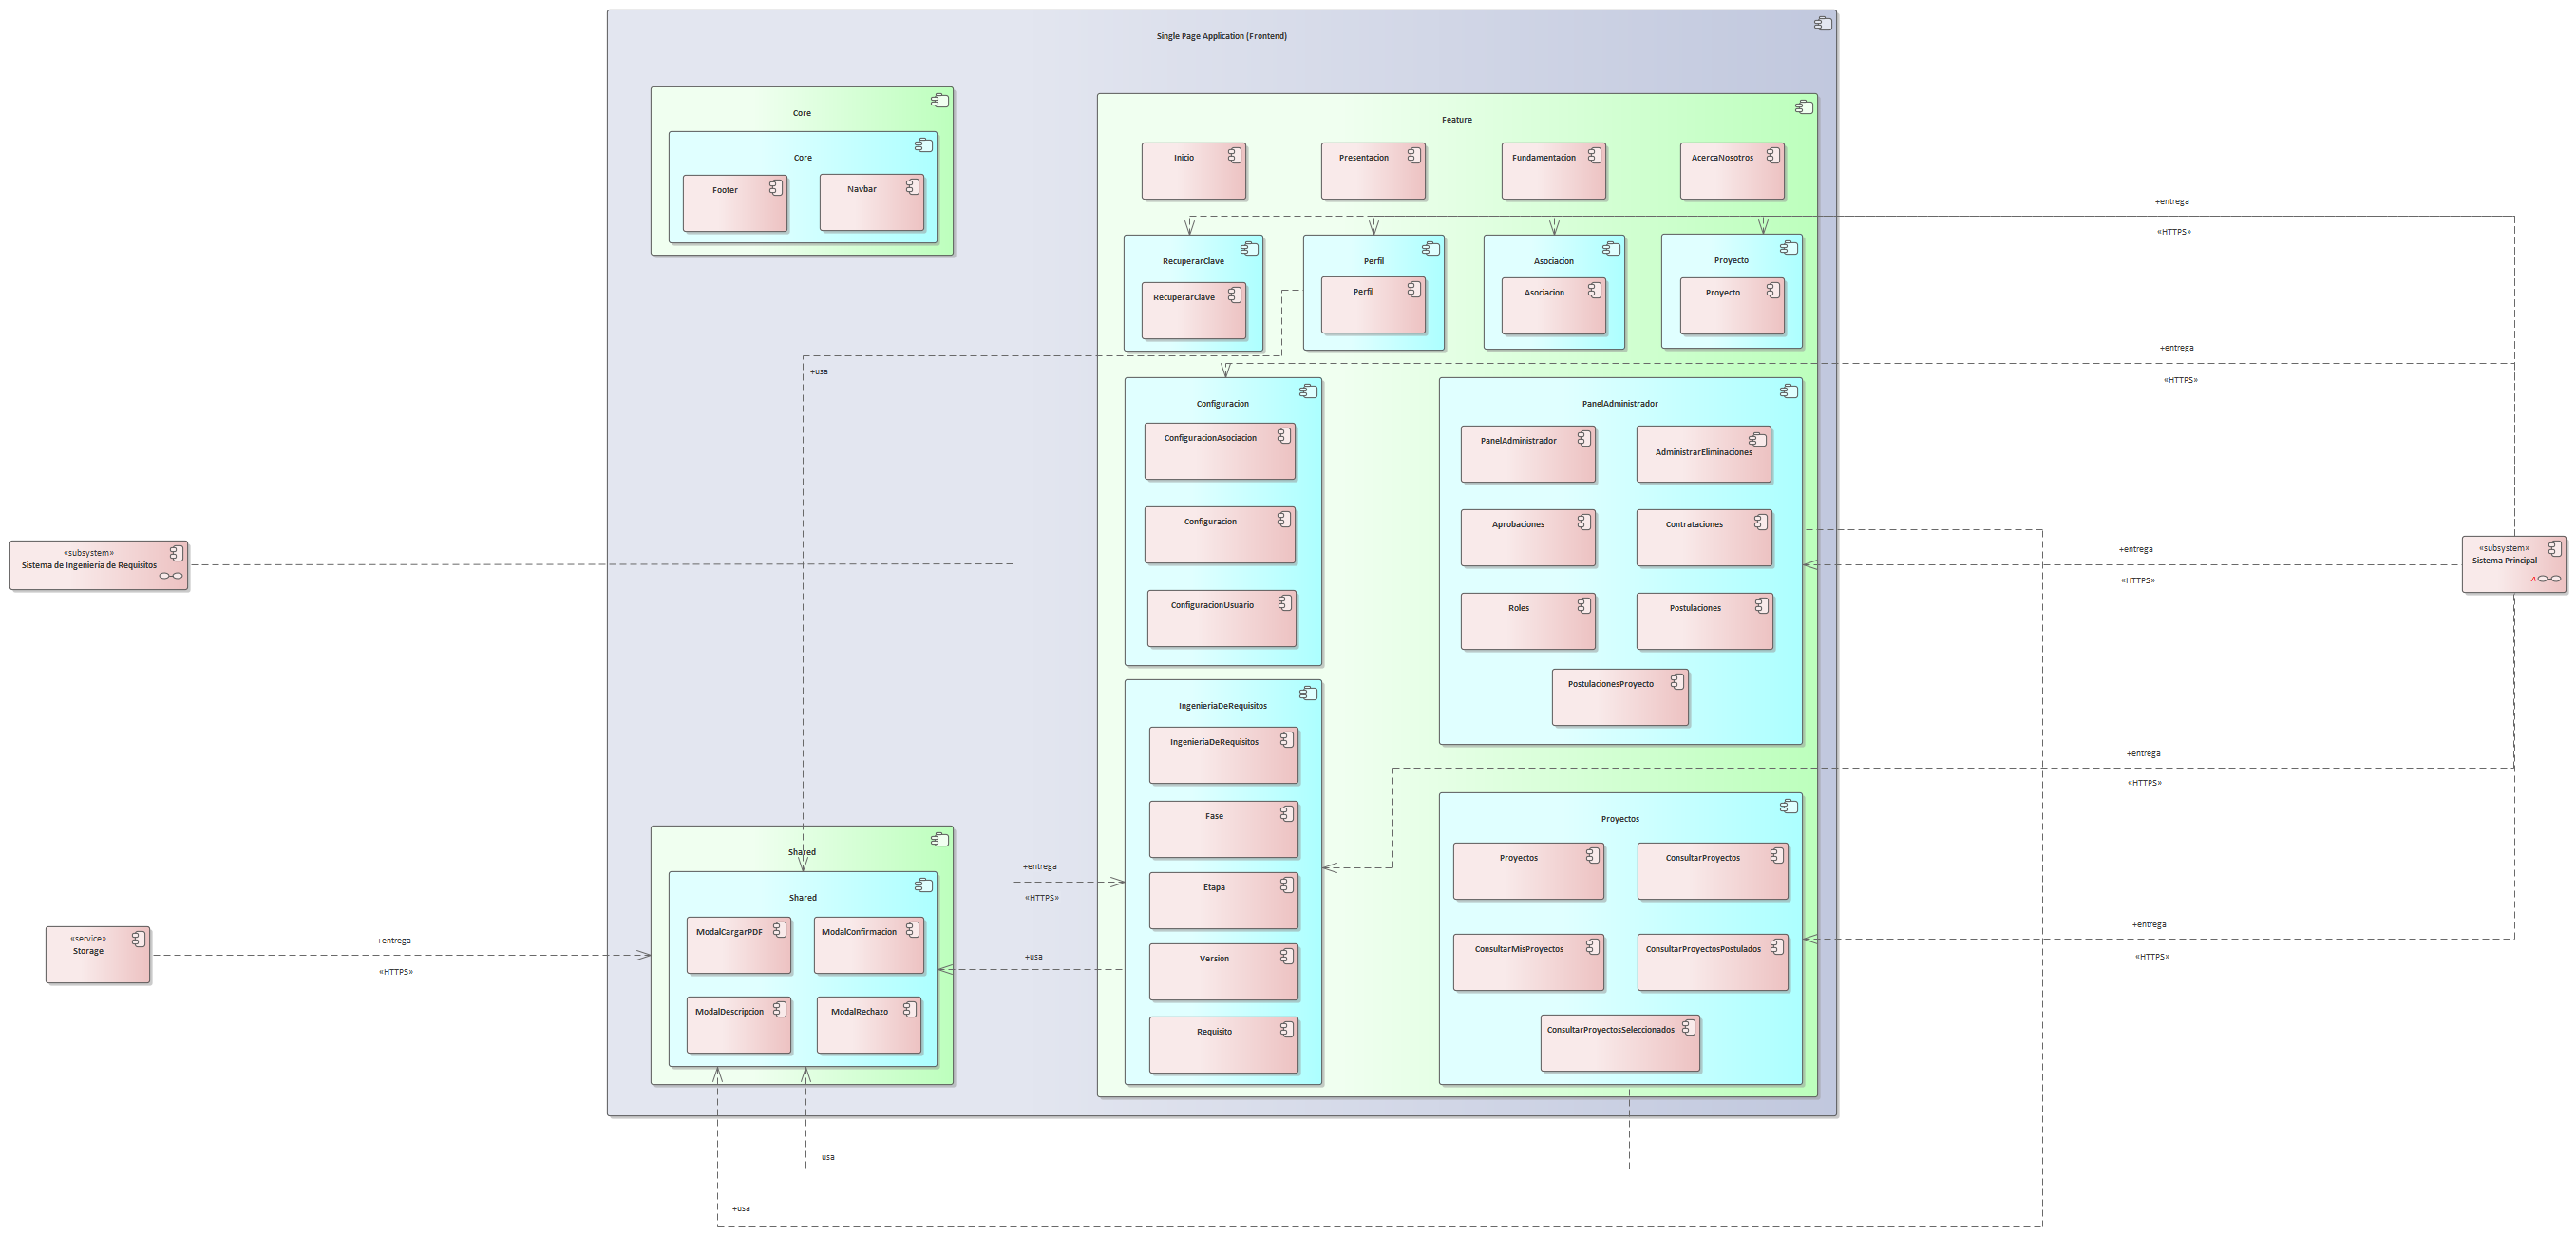 Single Page Application (Frontend)
Core
Core
Footer
Navbar
Feature
Inicio
Presentacion
Fundamentacion
AcercaNosotros
+entrega
«HTTPS»
RecuperarClave
RecuperarClave
Perfil
Perfil
Asociacion
Asociacion
Proyecto
Proyecto
+entrega
«HTTPS»
+usa
Configuracion
ConfiguracionAsociacion
Configuracion
ConfiguracionUsuario
PanelAdministrador
PanelAdministrador
AdministrarEliminaciones
Aprobaciones
Contrataciones
Roles
Postulaciones
PostulacionesProyecto
+entrega
«HTTPS»
«subsystem»
Sistema de Ingeniería de Requisitos
«subsystem»
Sistema Principal
A
IngenieriaDeRequisitos
IngenieriaDeRequisitos
Fase
Etapa
Version
Requisito
+entrega
«HTTPS»
Proyectos
Proyectos
ConsultarProyectos
ConsultarMisProyectos
ConsultarProyectosPostulados
ConsultarProyectosSeleccionados
+entrega
«HTTPS»
Shared
Shared
ModalCargarPDF
ModalConfirmacion
ModalDescripcion
ModalRechazo
+entrega
«HTTPS»
+usa
«service»
Storage
+entrega
«HTTPS»
usa
+usa